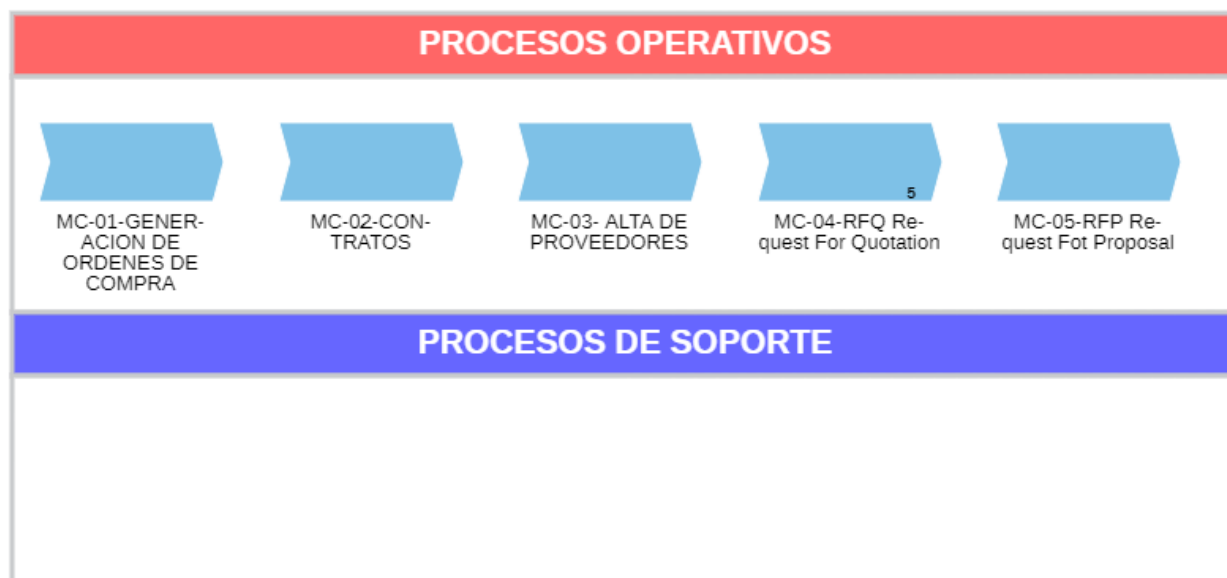 PROCESOS OPERATIVOS
5
MC-01-GENER-
ACION DE
ORDENES DE
COMPRA
MC-02-CON-
TRATOS
MC-03- ALTA DE
PROVEEDORES
MC-04-RFQ Re-
quest For Quotation
MC-05-RFP Re-
quest Fot Proposal
PROCESOS DE SOPORTE